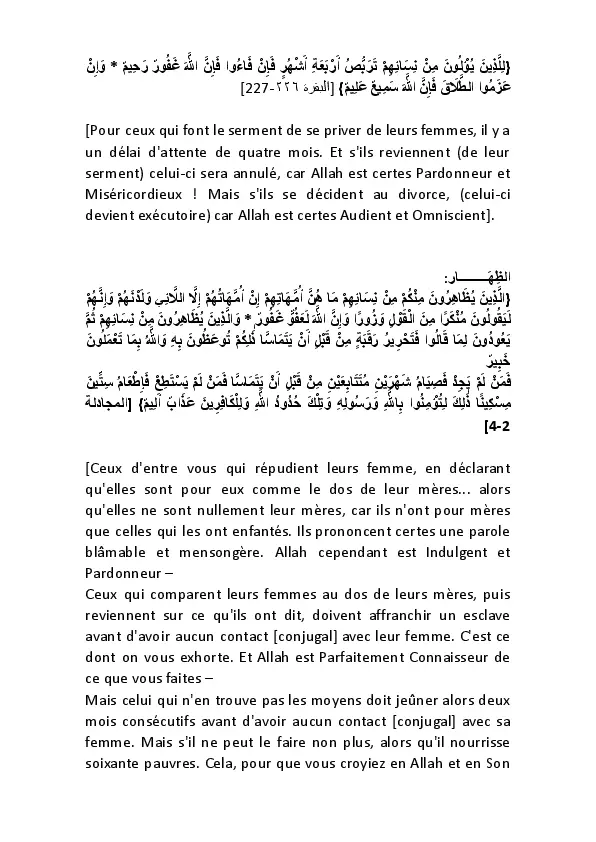 {لِلَّذِينَ يُؤْلُونَ مِنْ نِسَائِهِمْ تَرَبُّصُ أَرْبَعَةِ أَشْهُرٍ فَإِنْ فَاءُوا فَإِنَّ اللَّهَ غَفُورٌ رَحِيمٌ * وَإِنْ
عَزَمُوا الطَّلَاقَ فَإِنَّ اللَّهَ سَمِيعٌ عَلِيمٌ} [البقرة ٢٢٦-227]
[Pour ceux qui font le serment de se priver de leurs femmes, il y a
un délai d'attente de quatre mois. Et s'ils reviennent (de leur
serment) celui-ci sera annulé, car Allah est certes Pardonneur et
Miséricordieux ! Mais s'ils se décident au divorce, (celui-ci
devient exécutoire) car Allah est certes Audient et Omniscient].
الظِهَـــــــــار:
{الَّذِينَ يُظَاهِرُونَ مِنْكُمْ مِنْ نِسَائِهِمْ مَا هُنَّ أُمَّهَاتِهِمْ إِنْ أُمَّهَاتُهُمْ إِلَّا اللَّائِي وَلَدْنَهُمْ وَإِنَّهُمْ
لَيَقُولُونَ مُنْكَرًا مِنَ الْقَوْلِ وَزُورًا وَإِنَّ اللَّهَ لَعَفُوٌّ غَفُورٌ * وَالَّذِينَ يُظَاهِرُونَ مِنْ نِسَائِهِمْ ثُمَّ
يَعُودُونَ لِمَا قَالُوا فَتَحْرِيرُ رَقَبَةٍ مِنْ قَبْلِ أَنْ يَتَمَاسَّا ذَلِكُمْ تُوعَظُونَ بِهِ وَاللَّهُ بِمَا تَعْمَلُونَ
خَبِيرٌ
فَمَنْ لَمْ يَجِدْ فَصِيَامُ شَهْرَيْنِ مُتَتَابِعَيْنِ مِنْ قَبْلِ أَنْ يَتَمَاسَّا فَمَنْ لَمْ يَسْتَطِعْ فَإِطْعَامُ سِتِّينَ
مِسْكِينًا ذَلِكَ لِتُؤْمِنُوا بِاللَّهِ وَرَسُولِهِ وَتِلْكَ حُدُودُ اللَّهِ وَلِلْكَافِرِينَ عَذَابٌ أَلِيمٌ} [المجادلة
2-4]
[Ceux d'entre vous qui répudient leurs femme, en déclarant
qu'elles sont pour eux comme le dos de leur mères... alors
qu'elles ne sont nullement leur mères, car ils n'ont pour mères
que celles qui les ont enfantés. Ils prononcent certes une parole
blâmable et mensongère. Allah cependant est Indulgent et
Pardonneur –
Ceux qui comparent leurs femmes au dos de leurs mères, puis
reviennent sur ce qu'ils ont dit, doivent affranchir un esclave
avant d'avoir aucun contact [conjugal] avec leur femme. C'est ce
dont on vous exhorte. Et Allah est Parfaitement Connaisseur de
ce que vous faites –
Mais celui qui n'en trouve pas les moyens doit jeûner alors deux
mois consécutifs avant d'avoir aucun contact [conjugal] avec sa
femme. Mais s'il ne peut le faire non plus, alors qu'il nourrisse
soixante pauvres. Cela, pour que vous croyiez en Allah et en Son